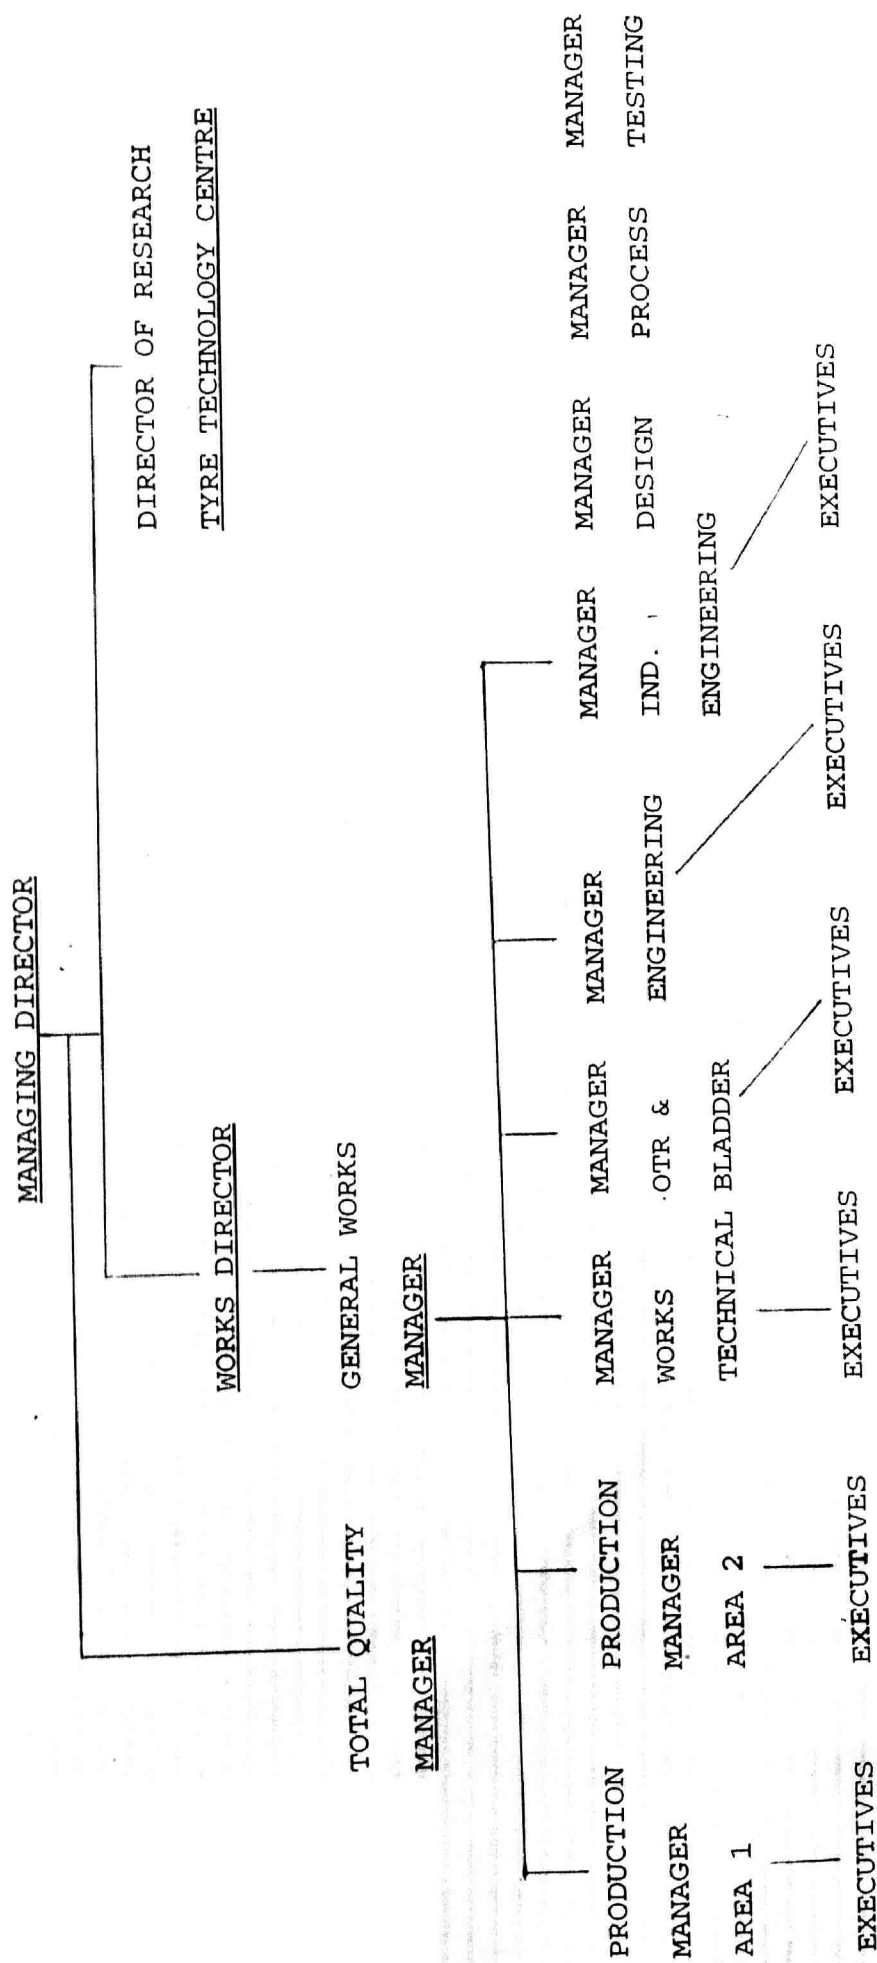 MANAGING DIRECTOR
DIRECTOR OF RESEARCH
TYRE TECHNOLOGY CENTRE
WORKS DIRECTOR
TOTAL QUALITY GENERAL WORKS
MANAGER MANAGER
PRODUCTION PRODUCTION MANAGER MANAGER MANAGER MANAGER MANAGER MANAGER MANAGER
MANAGER MANAGER WORKS OTR & ENGINEERING IND. DESIGN PROCESS TESTING
AREA 1 AREA 2 TECHNICAL BLADDER ENGINEERING
EXECUTIVES EXECUTIVES EXECUTIVES EXECUTIVES EXECUTIVES EXECUTIVES